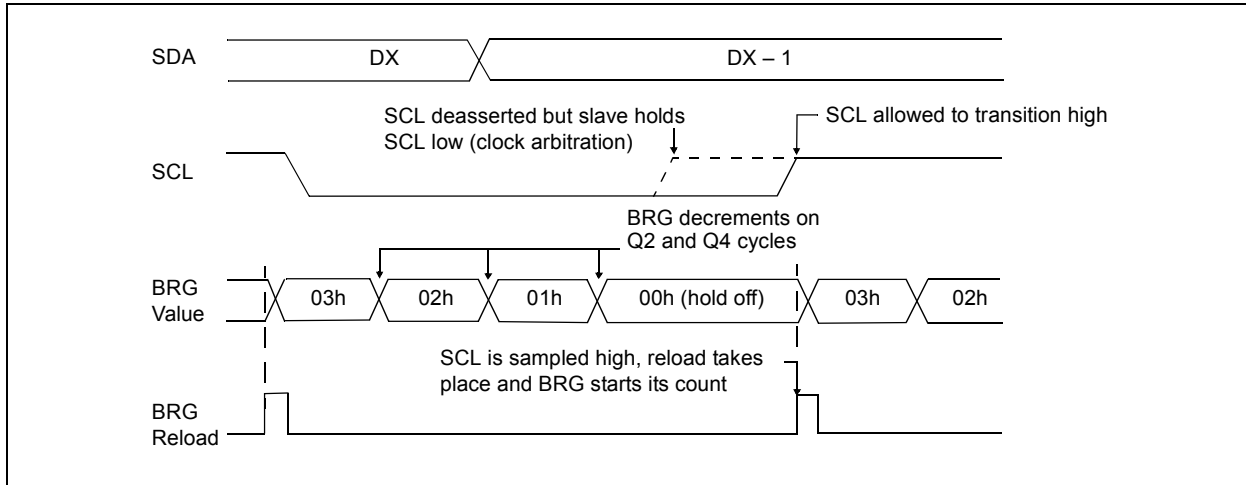 SDA
DX
DX – 1
SCL deasserted but slave holds
SCL low (clock arbitration)
SCL allowed to transition high
SCL
BRG decrements on
Q2 and Q4 cycles
BRG
Value
03h
02h
01h
00h (hold off)
03h
02h
SCL is sampled high, reload takes
place and BRG starts its count
BRG
Reload